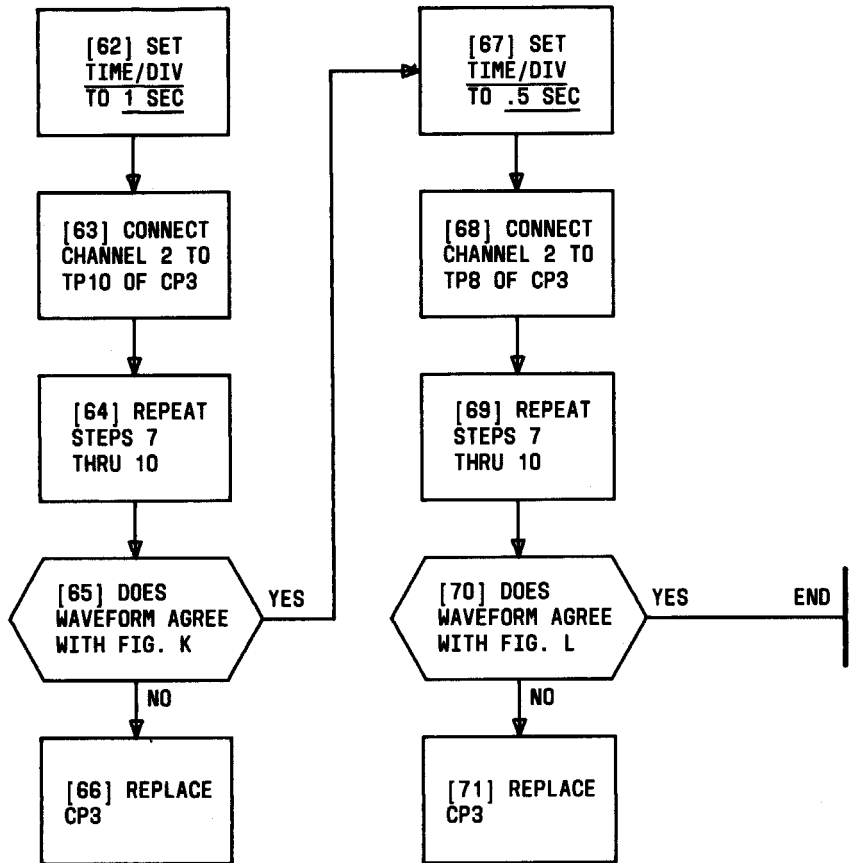 [62] SET
TIME/DIV
TO 1 SEC
[63] CONNECT
CHANNEL 2 TO
TP10 OF CP3
[64] REPEAT
STEPS 7
THRU 10
[65] DOES
WAVEFORM AGREE
WITH FIG. K
YES
NO
[66] REPLACE
CP3
[67] SET
TIME/DIV
TO .5 SEC
[68] CONNECT
CHANNEL 2 TO
TP8 OF CP3
[69] REPEAT
STEPS 7
THRU 10
[70] DOES
WAVEFORM AGREE
WITH FIG. L
YES
END
NO
[71] REPLACE
CP3